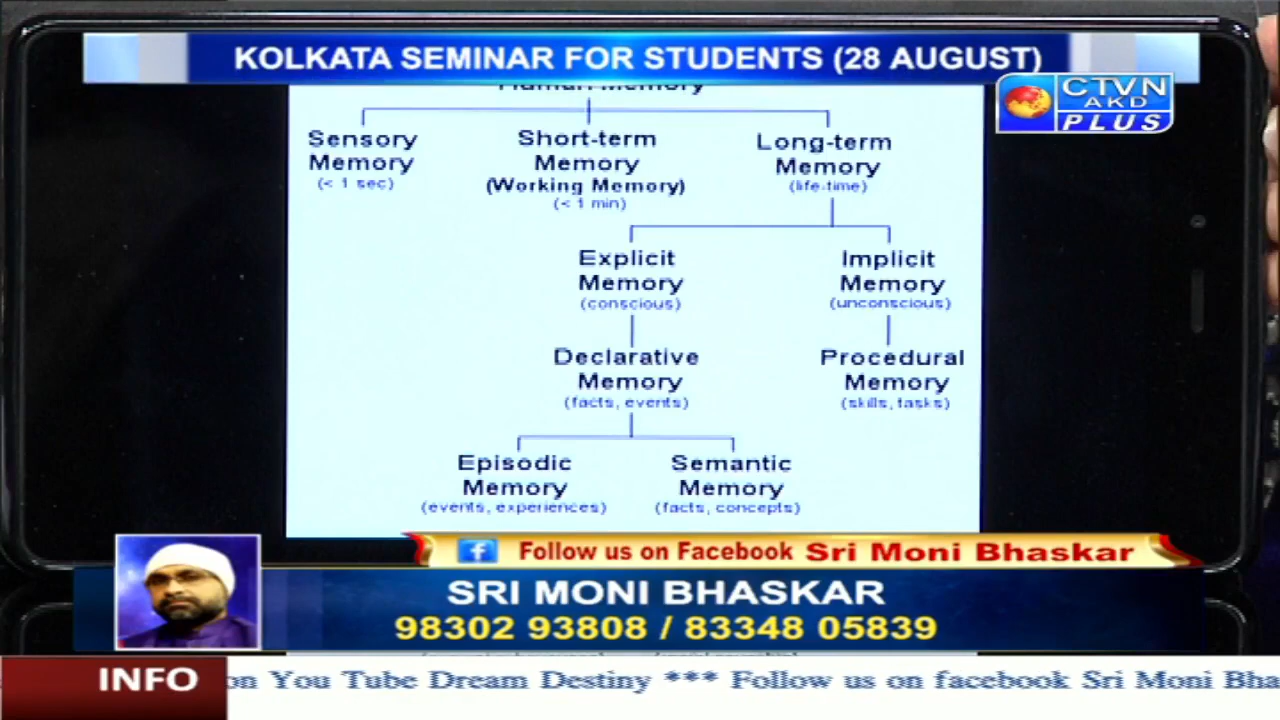 KOLKATA SEMINAR FOR STUDENTS (28 AUGUST)
CTVN
AKD
PLUS
Human Memory
Sensory
Memory
(< 1 sec)
Short-term
Memory
(Working Memory)
(< 1 min)
Long-term
Memory
(life-time)
Explicit
Memory
(conscious)
Implicit
Memory
(unconscious)
Declarative
Memory
(facts, events)
Procedural
Memory
(skills, tasks)
Episodic
Memory
(events, experiences)
Semantic
Memory
(facts, concepts)
f Follow us on Facebook Sri Moni Bhaskar
SRI MONI BHASKAR
98302 93808 / 83348 05839
INFO on You Tube Dream Destiny *** Follow us on facebook Sri Moni Bha